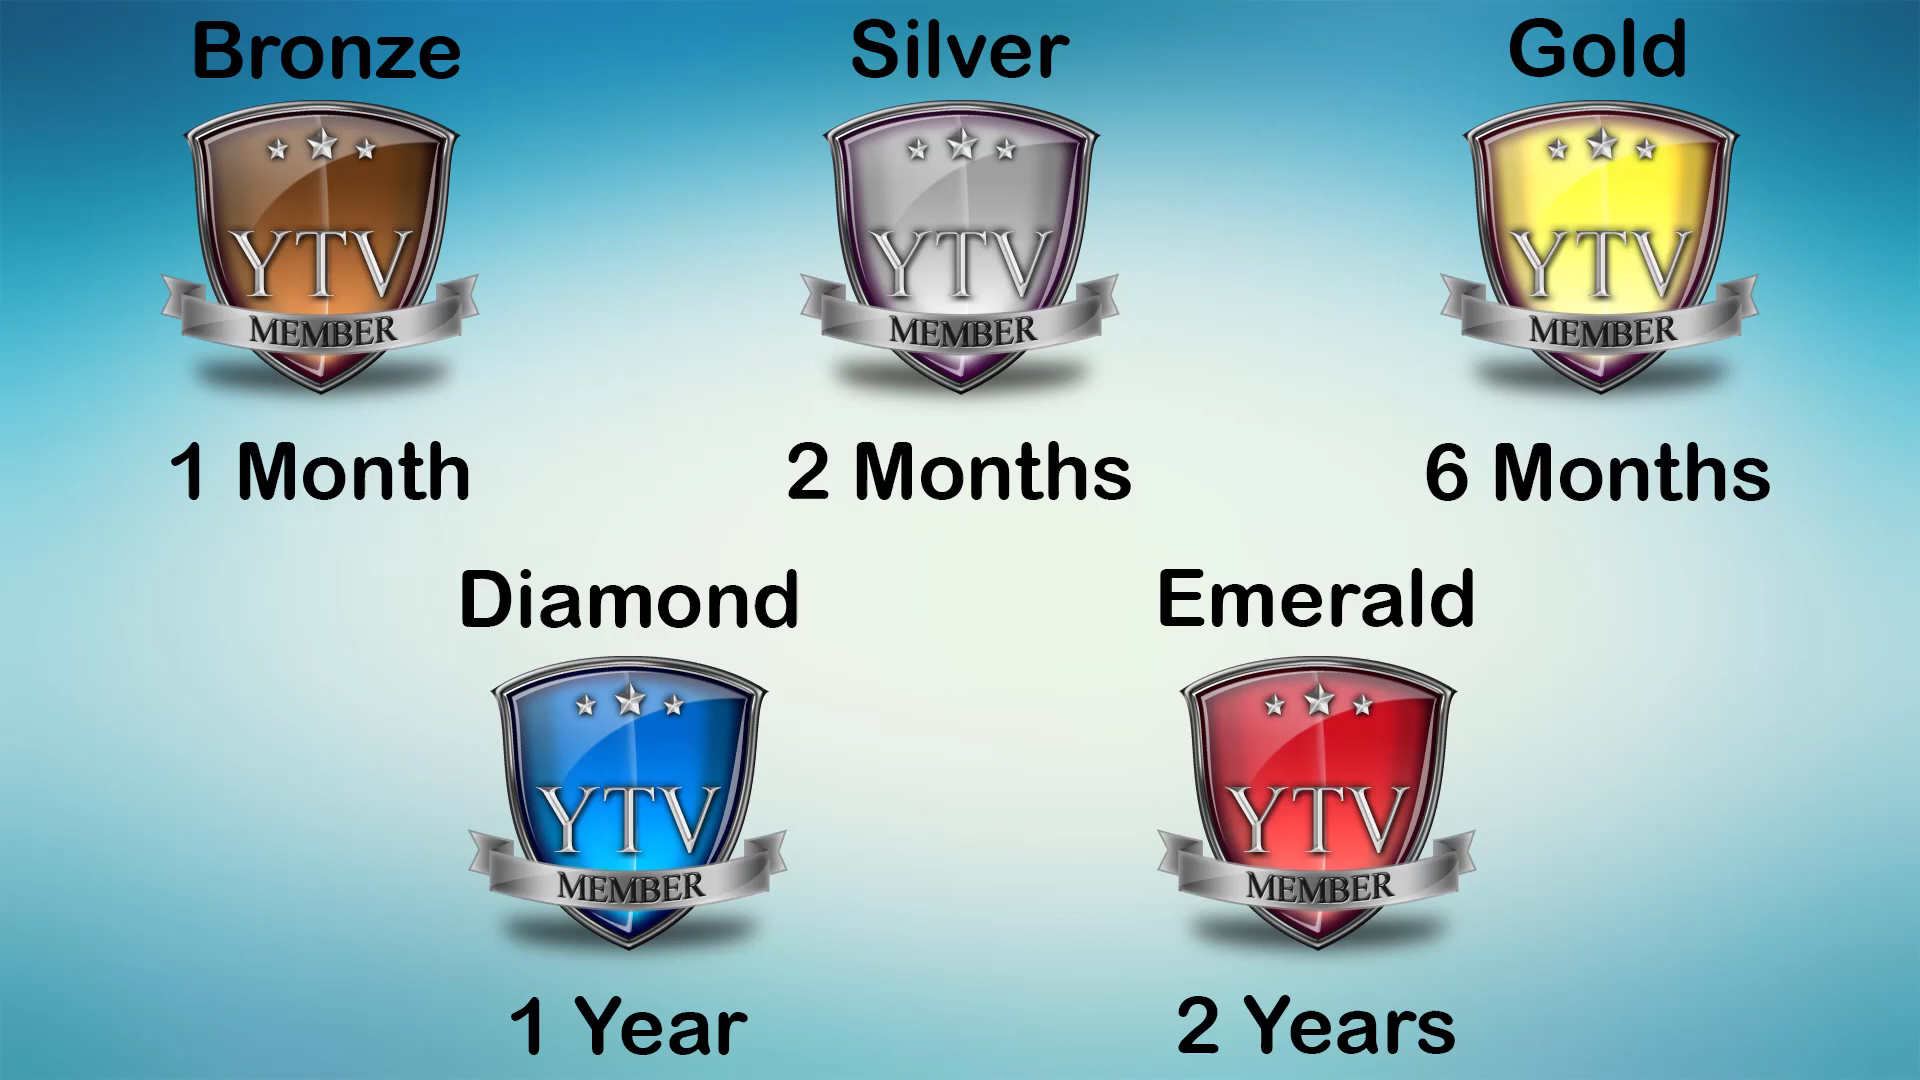 Bronze
Silver
Gold
YTV
MEMBER
YTV
MEMBER
YTV
MEMBER
1 Month
2 Months
6 Months
Diamond
Emerald
YTV
MEMBER
YTV
MEMBER
1 Year
2 Years